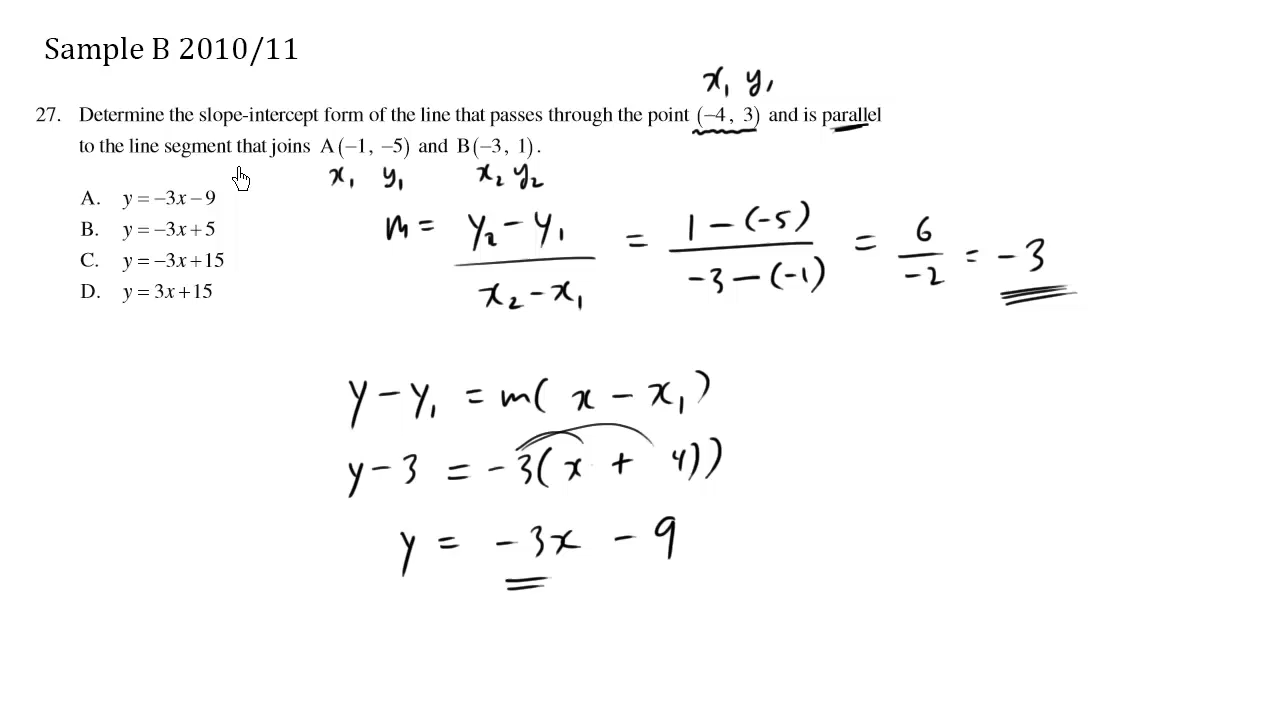 Sample B 2010/11
x₁ y₁
27. Determine the slope-intercept form of the line that passes through the point (−4, 3) and is parallel
to the line segment that joins A(−1, −5) and B(−3, 1).
x₁ y₁ x₂ y₂
A. y = −3x − 9
B. y = −3x + 5
C. y = −3x + 15
D. y = 3x + 15
m = (y₂ − y₁)/(x₂ − x₁) = (1 − (−5))/(−3 − (−1)) = 6/−2 = −3
y − y₁ = m( x − x₁)
y − 3 = −3(x + 4))
y = −3x − 9